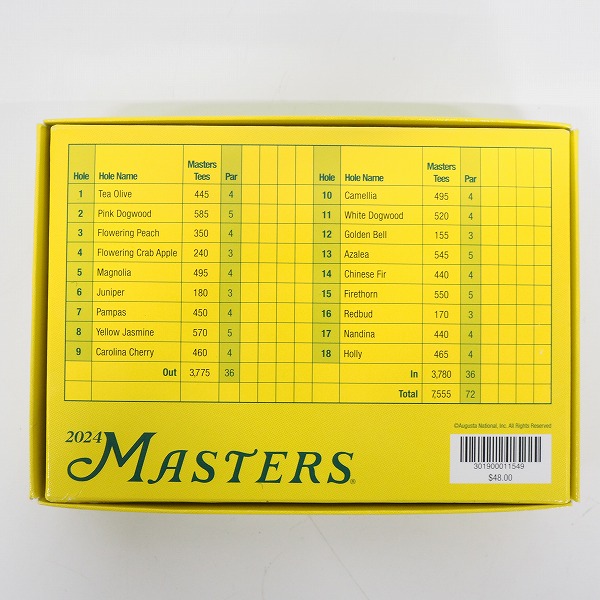 Hole Hole Name Masters Tees Par
1 Tea Olive 445 4
2 Pink Dogwood 585 5
3 Flowering Peach 350 4
4 Flowering Crab Apple 240 3
5 Magnolia 495 4
6 Juniper 180 3
7 Pampas 450 4
8 Yellow Jasmine 570 5
9 Carolina Cherry 460 4
Out 3,775 36
Hole Hole Name Masters Tees Par
10 Camellia 495 4
11 White Dogwood 520 4
12 Golden Bell 155 3
13 Azalea 545 5
14 Chinese Fir 440 4
15 Firethorn 550 5
16 Redbud 170 3
17 Nandina 440 4
18 Holly 465 4
In 3,780 36
Total 7,555 72
©Augusta National, Inc. All Rights Reserved
2024 MASTERS®
301900011549
$48.00